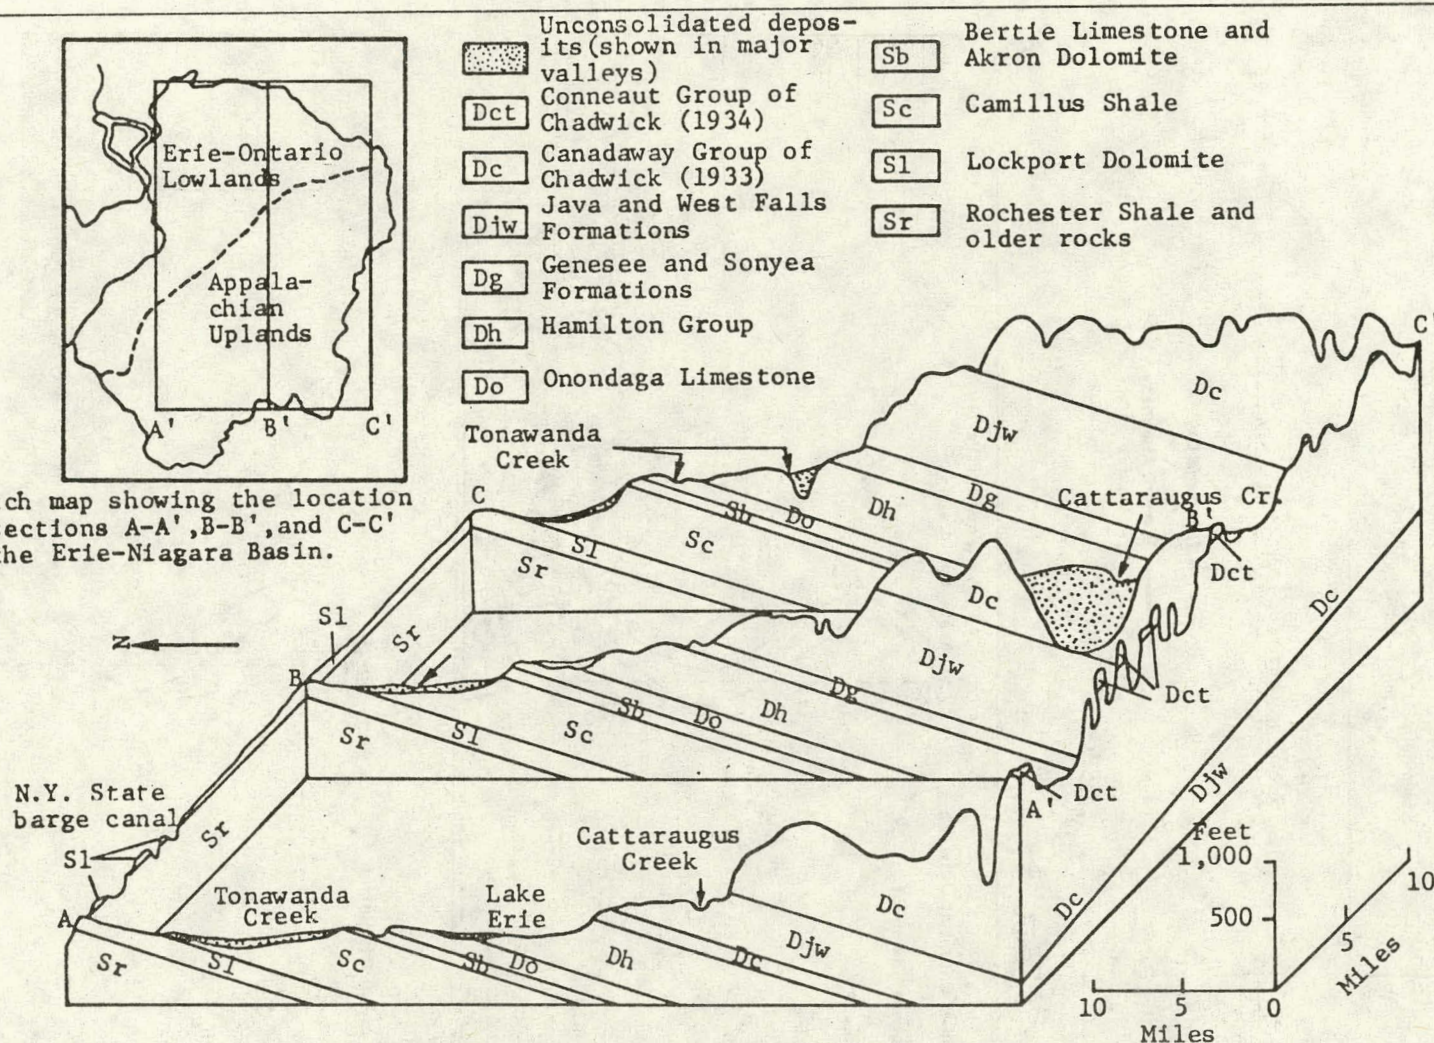 Erie-Ontario
Lowlands
Appala-
chian
Uplands
A'
B'
C'
ch map showing the location
ections A-A',B-B',and C-C'
the Erie-Niagara Basin.
Unconsolidated depos-
its(shown in major
valleys)
Dct
Conneaut Group of
Chadwick (1934)
Dc
Canadaway Group of
Chadwick (1933)
Djw
Java and West Falls
Formations
Dg
Genesee and Sonyea
Formations
Dh
Hamilton Group
Do
Onondaga Limestone
Sb
Bertie Limestone and
Akron Dolomite
Sc
Camillus Shale
Sl
Lockport Dolomite
Sr
Rochester Shale and
older rocks
Tonawanda
Creek
C
Sl
Sr
Sc
Sb
Do
Dh
Dg
Djw
Dc
C'
Cattaraugus Cr.
B'
Dct
N
Sl
Sr
B
Sr
Sl
Sc
Sb
Do
Dh
Dg
Djw
Dc
Dct
Dct
A'
N.Y. State
barge canal
Sl
Sr
A
Sr
Sl
Tonawanda
Creek
Sc
Lake
Erie
Sb
Do
Dh
Cattaraugus
Creek
Dc
Djw
Dc
Dc
Djw
Dc
Feet
1,000
500
10
5
0
Miles
5
10
Miles